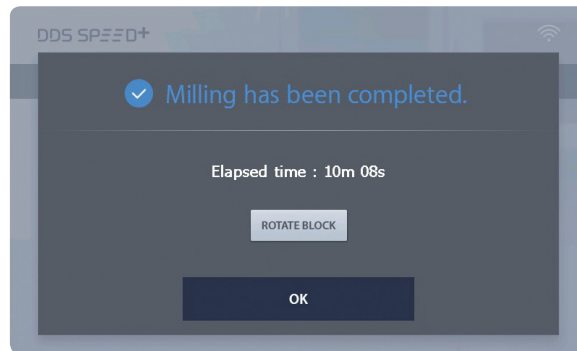 DDS SPEED+
Milling has been completed.
Elapsed time : 10m 08s
ROTATE BLOCK
OK